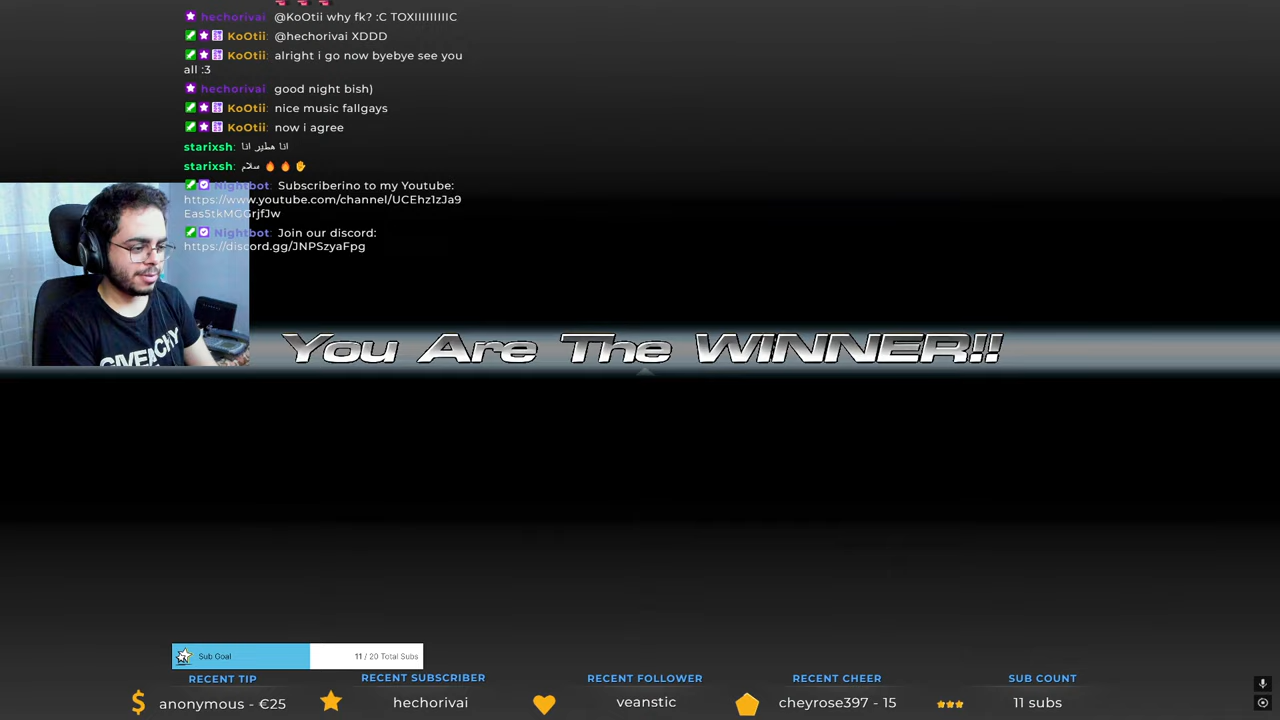 hechorivai: @KoOtii why fk? :C TOXIIIIIIIIIC
KoOtii: @hechorivai XDDD
KoOtii: alright i go now byebye see you
all :3
hechorivai: good night bish)
KoOtii: nice music fallgays
KoOtii: now i agree
starixsh: انا هطير انا
starixsh: سلام 🔥 🔥 ✋
Nightbot: Subscriberino to my Youtube:
https://www.youtube.com/channel/UCEhz1zJa9
Eas5tkMGGrjfJw
Nightbot: Join our discord:
https://discord.gg/JNPSzyaFpg
GIVENCHY
You Are The WINNER!!
Sub Goal 11 / 20 Total Subs
RECENT TIP
anonymous - €25
RECENT SUBSCRIBER
hechorivai
RECENT FOLLOWER
veanstic
RECENT CHEER
cheyrose397 - 15
SUB COUNT
11 subs